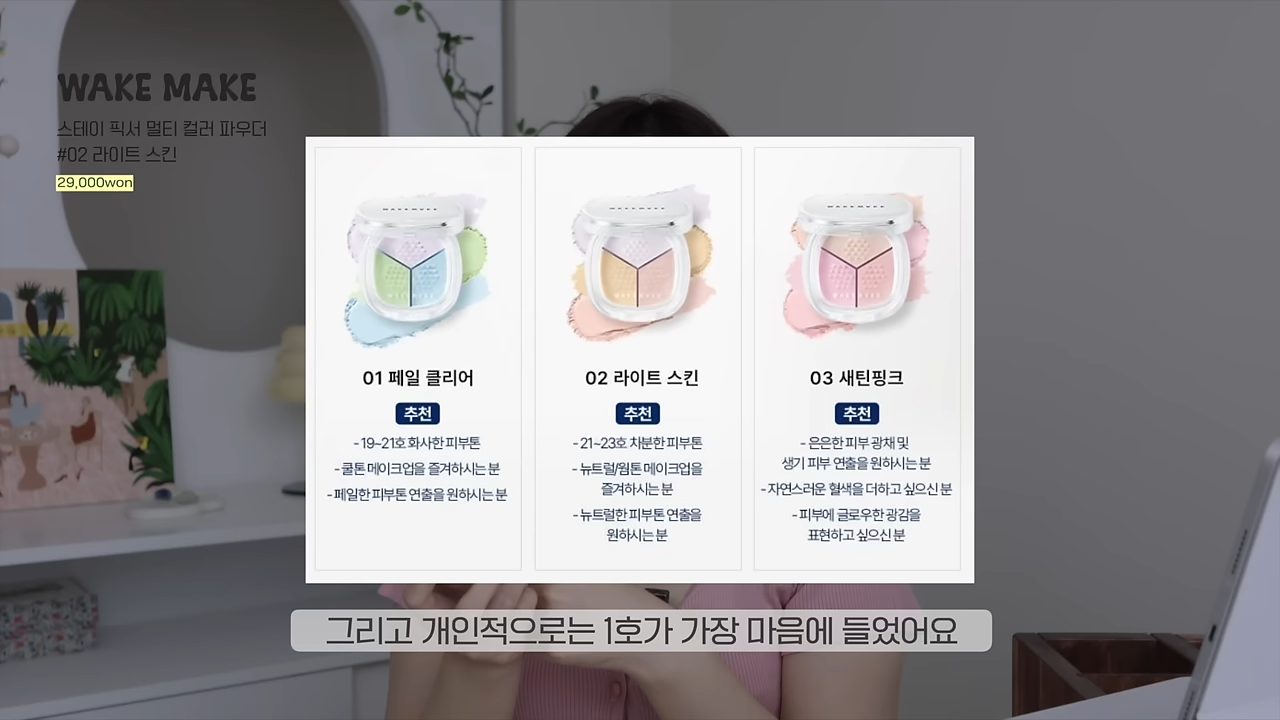 WAKE MAKE
스테이 픽서 멀티 컬러 파우더
#02 라이트 스킨
29,000won
01 페일 클리어
추천
- 19~21호 화사한 피부톤
- 쿨톤 메이크업을 즐겨하시는 분
- 페일한 피부톤 연출을 원하시는 분
02 라이트 스킨
추천
- 21~23호 차분한 피부톤
- 뉴트럴/웜톤 메이크업을
즐겨하시는 분
- 뉴트럴한 피부톤 연출을
원하시는 분
03 새틴핑크
추천
- 은은한 피부 광채 및
생기 피부 연출을 원하시는 분
- 자연스러운 혈색을 더하고 싶으신 분
- 피부에 글로우한 광감을
표현하고 싶으신 분
그리고 개인적으로는 1호가 가장 마음에 들었어요